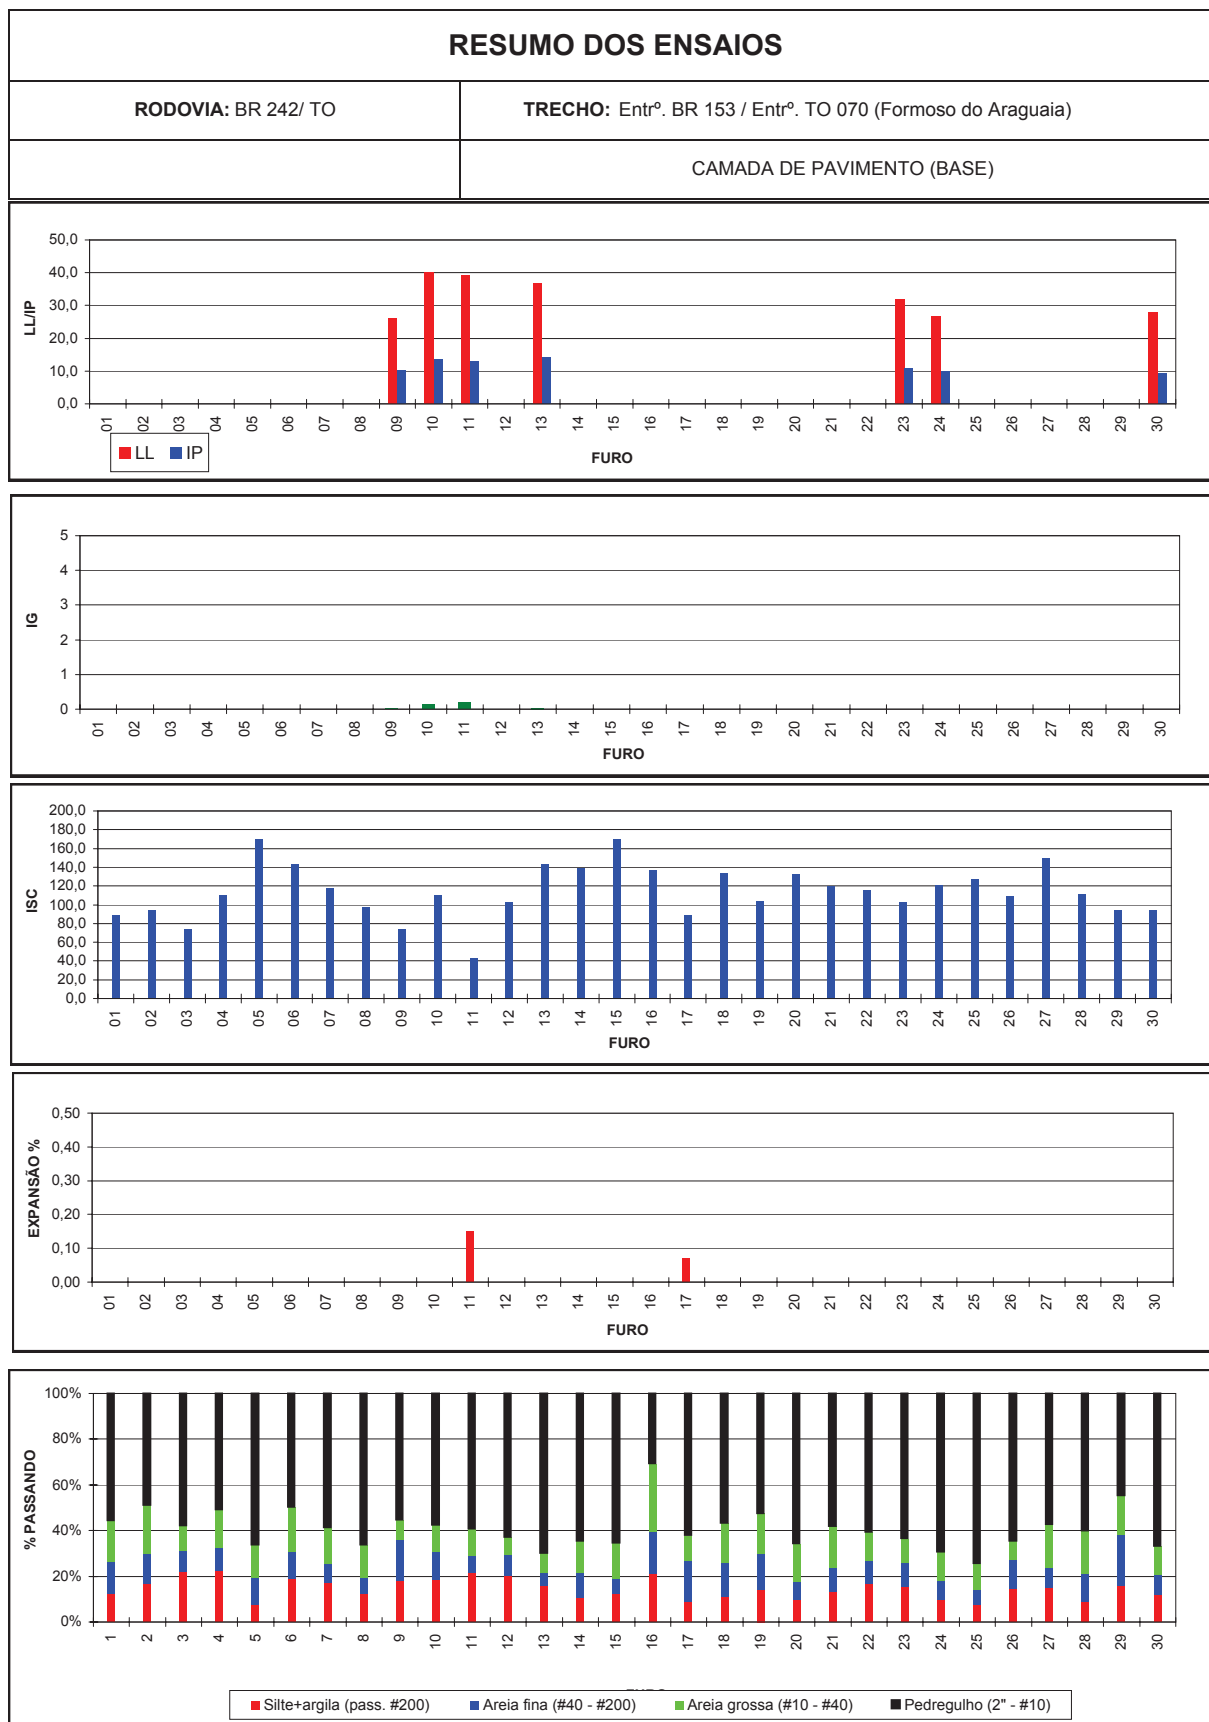 RESUMO DOS ENSAIOS
RODOVIA: BR 242/ TO
TRECHO: Entrº. BR 153 / Entrº. TO 070 (Formoso do Araguaia)
CAMADA DE PAVIMENTO (BASE)
LL/IP
50,0
40,0
30,0
20,0
10,0
0,0
01 02 03 04 05 06 07 08 09 10 11 12 13 14 15 16 17 18 19 20 21 22 23 24 25 26 27 28 29 30
LL IP
FURO
IG
5
4
3
2
1
0
01 02 03 04 05 06 07 08 09 10 11 12 13 14 15 16 17 18 19 20 21 22 23 24 25 26 27 28 29 30
FURO
ISC
200,0
180,0
160,0
140,0
120,0
100,0
80,0
60,0
40,0
20,0
0,0
01 02 03 04 05 06 07 08 09 10 11 12 13 14 15 16 17 18 19 20 21 22 23 24 25 26 27 28 29 30
FURO
EXPANSÃO %
0,50
0,40
0,30
0,20
0,10
0,00
01 02 03 04 05 06 07 08 09 10 11 12 13 14 15 16 17 18 19 20 21 22 23 24 25 26 27 28 29 30
FURO
% PASSANDO
100%
80%
60%
40%
20%
0%
1 2 3 4 5 6 7 8 9 10 11 12 13 14 15 16 17 18 19 20 21 22 23 24 25 26 27 28 29 30
Silte+argila (pass. #200) Areia fina (#40 - #200) Areia grossa (#10 - #40) Pedregulho (2" - #10)